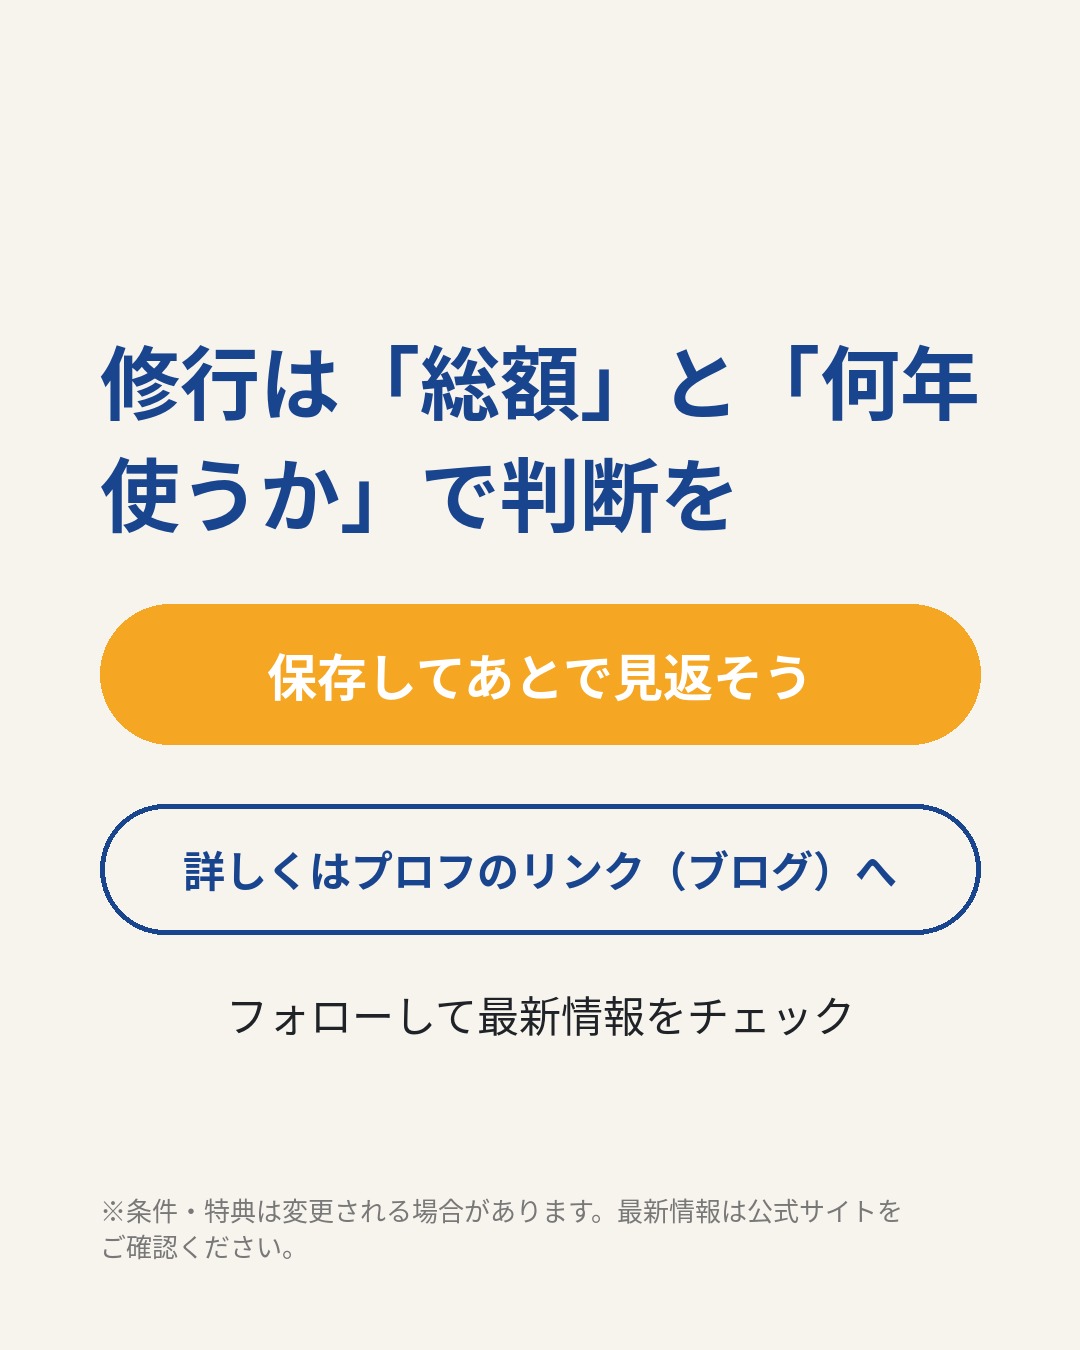 修行は「総額」と「何年
使うか」で判断を
保存してあとで見返そう
詳しくはプロフのリンク（ブログ）へ
フォローして最新情報をチェック
※条件・特典は変更される場合があります。最新情報は公式サイトを
ご確認ください。